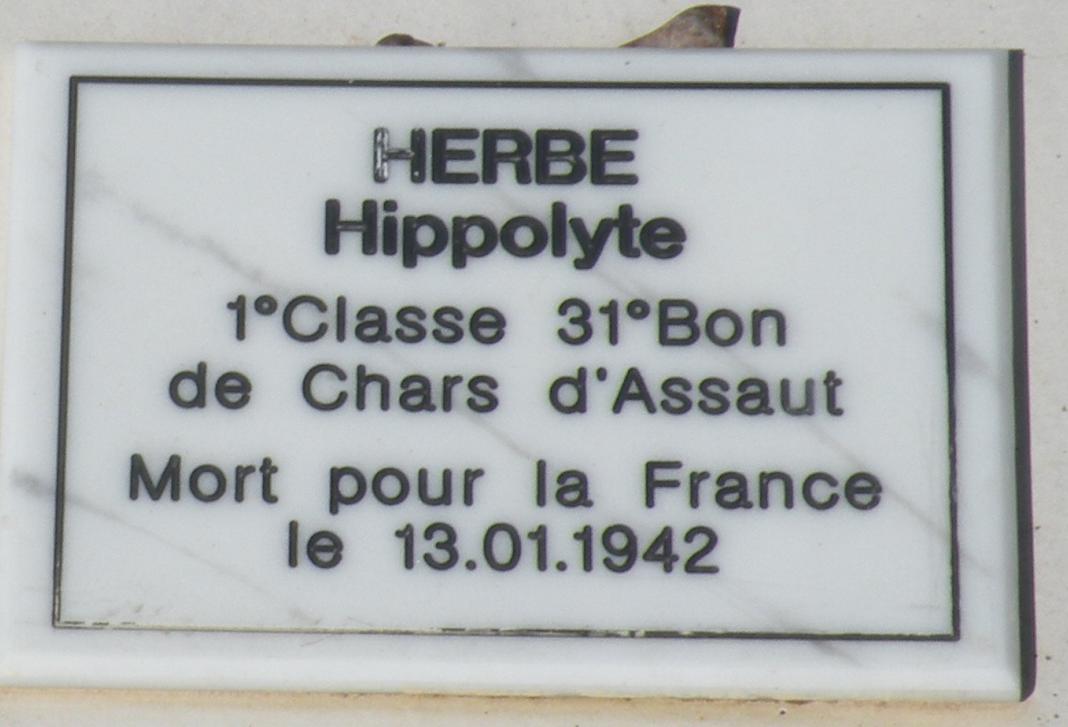 HERBE
Hippolyte
1°Classe 31°Bon
de Chars d'Assaut
Mort pour la France
le 13.01.1942